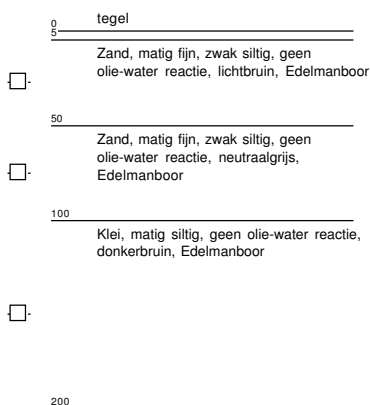 0 tegel
5
Zand, matig fijn, zwak siltig, geen
olie-water reactie, lichtbruin, Edelmanboor
50
Zand, matig fijn, zwak siltig, geen
olie-water reactie, neutraalgrijs,
Edelmanboor
100
Klei, matig siltig, geen olie-water reactie,
donkerbruin, Edelmanboor
200